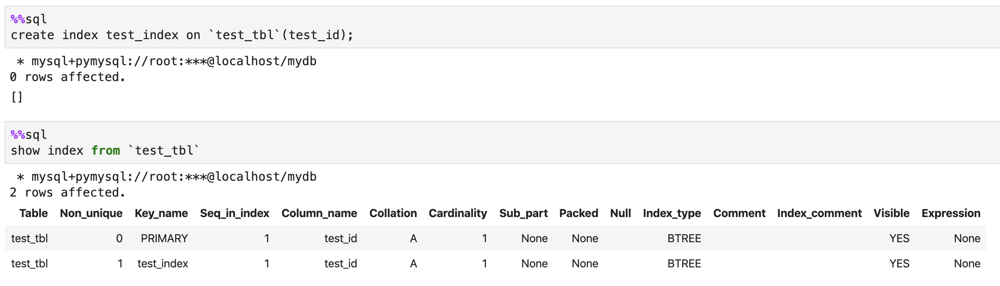 %%sql
create index test_index on `test_tbl`(test_id);
* mysql+pymysql://root:***@localhost/mydb
0 rows affected.
[]
%%sql
show index from `test_tbl`
* mysql+pymysql://root:***@localhost/mydb
2 rows affected.
Table Non_unique Key_name Seq_in_index Column_name Collation Cardinality Sub_part Packed Null Index_type Comment Index_comment Visible Expression
test_tbl 0 PRIMARY 1 test_id A 1 None None BTREE YES None
test_tbl 1 test_index 1 test_id A 1 None None BTREE YES None